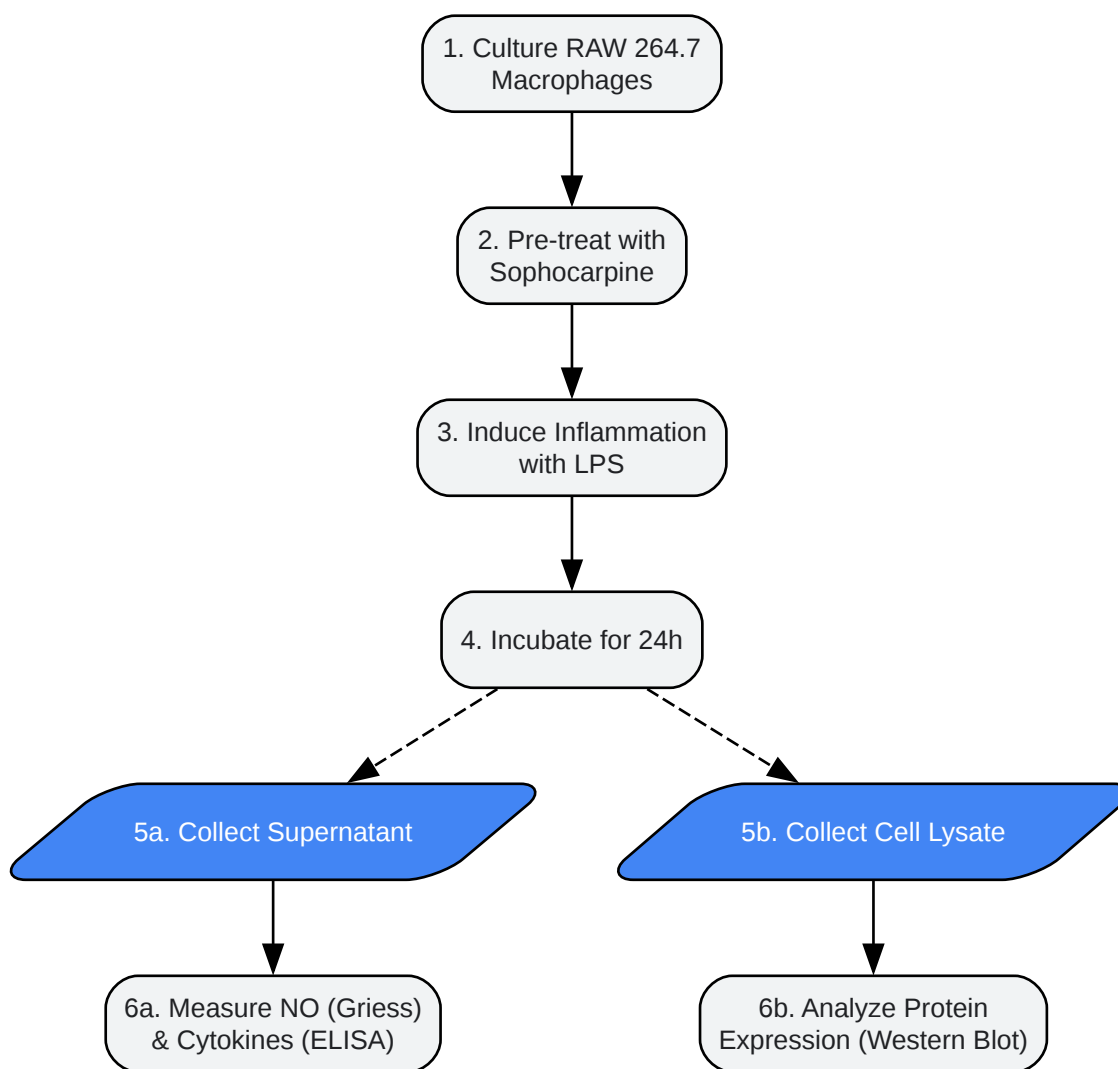 1. Culture RAW 264.7
Macrophages
2. Pre-treat with
Sophocarpine
3. Induce Inflammation
with LPS
4. Incubate for 24h
5a. Collect Supernatant
5b. Collect Cell Lysate
6a. Measure NO (Griess)
& Cytokines (ELISA)
6b. Analyze Protein
Expression (Western Blot)